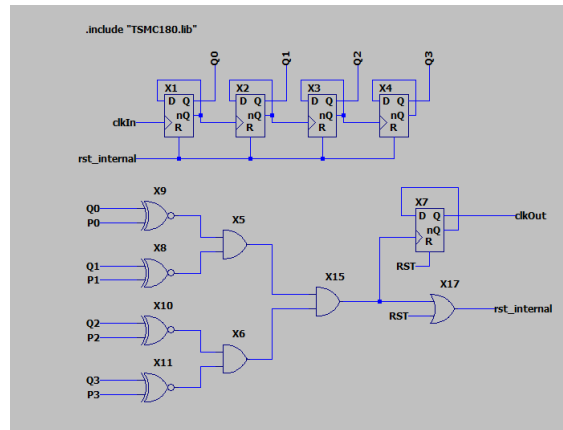 .include "TSMC180.lib"
Q0 Q1 Q2 Q3
X1 X2 X3 X4
D Q D Q D Q D Q
nQ nQ nQ nQ
clkIn R R R R
rst_internal
X9
Q0
P0
X5
X8
Q1
P1
X7
D Q clkOut
nQ
R
RST
X15
X17
X10
Q2
P2
RST rst_internal
X6
X11
Q3
P3